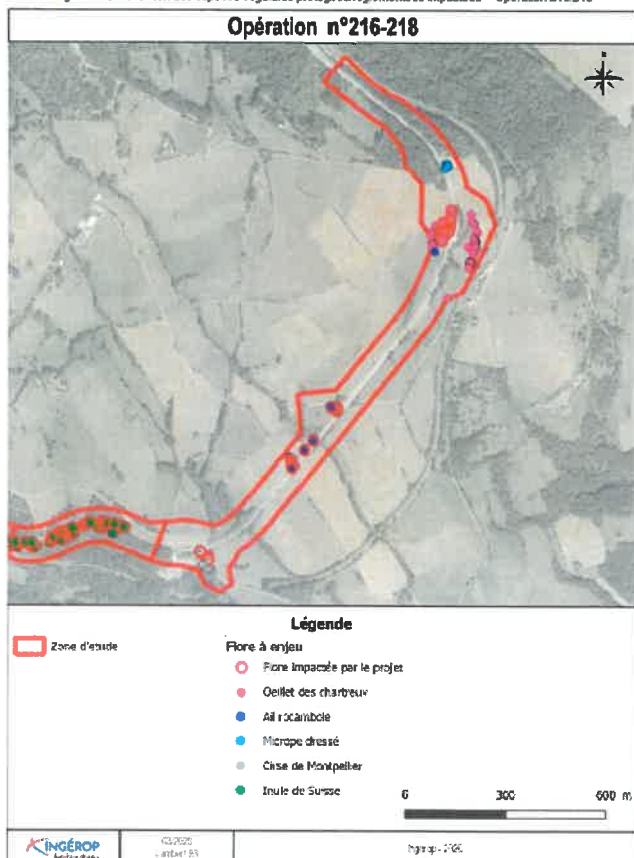 Opération n°216-218
Légende
Zone d'étude
Flore à enjeu
Flore impactée par le projet
Oeillet des chartreux
Ail rocambole
Micrope dressé
Cirse de Montpellier
Inule de Suisse
0 300 600 m
INGÉROP